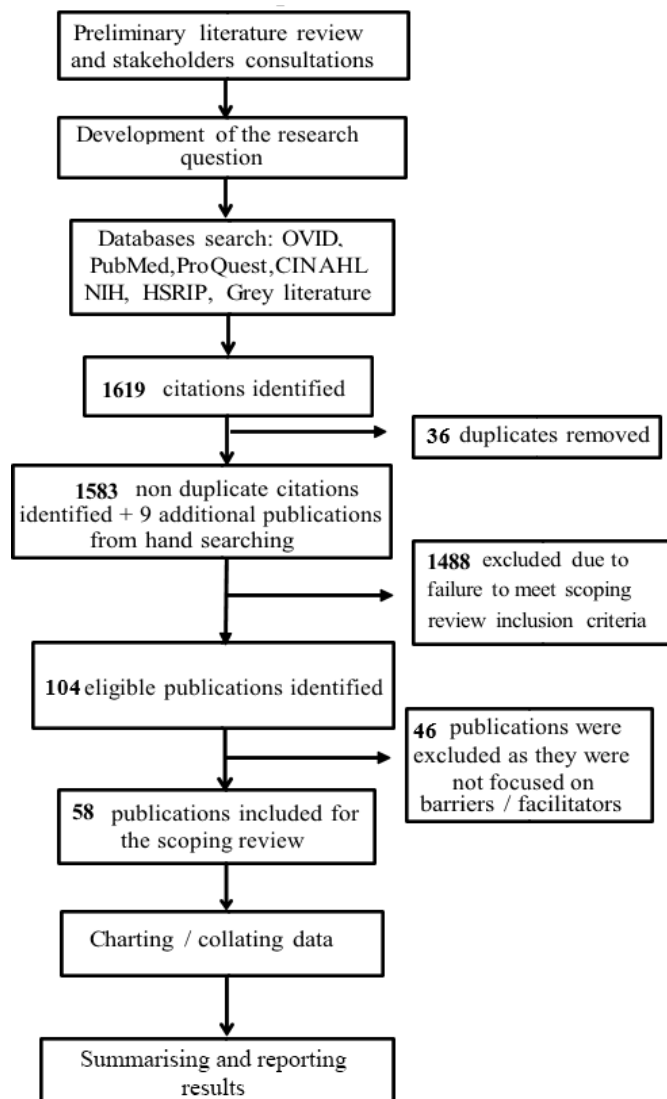 Preliminary literature review
and stakeholders consultations
Development of the research
question
Databases search: OVID,
PubMed,ProQuest,CINAHL
NIH, HSRIP, Grey literature
1619 citations identified
36 duplicates removed
1583 non duplicate citations
identified + 9 additional publications
from hand searching
1488 excluded due to
failure to meet scoping
review inclusion criteria
104 eligible publications identified
46 publications were
excluded as they were
not focused on
barriers / facilitators
58 publications included for
the scoping review
Charting / collating data
Summarising and reporting
results